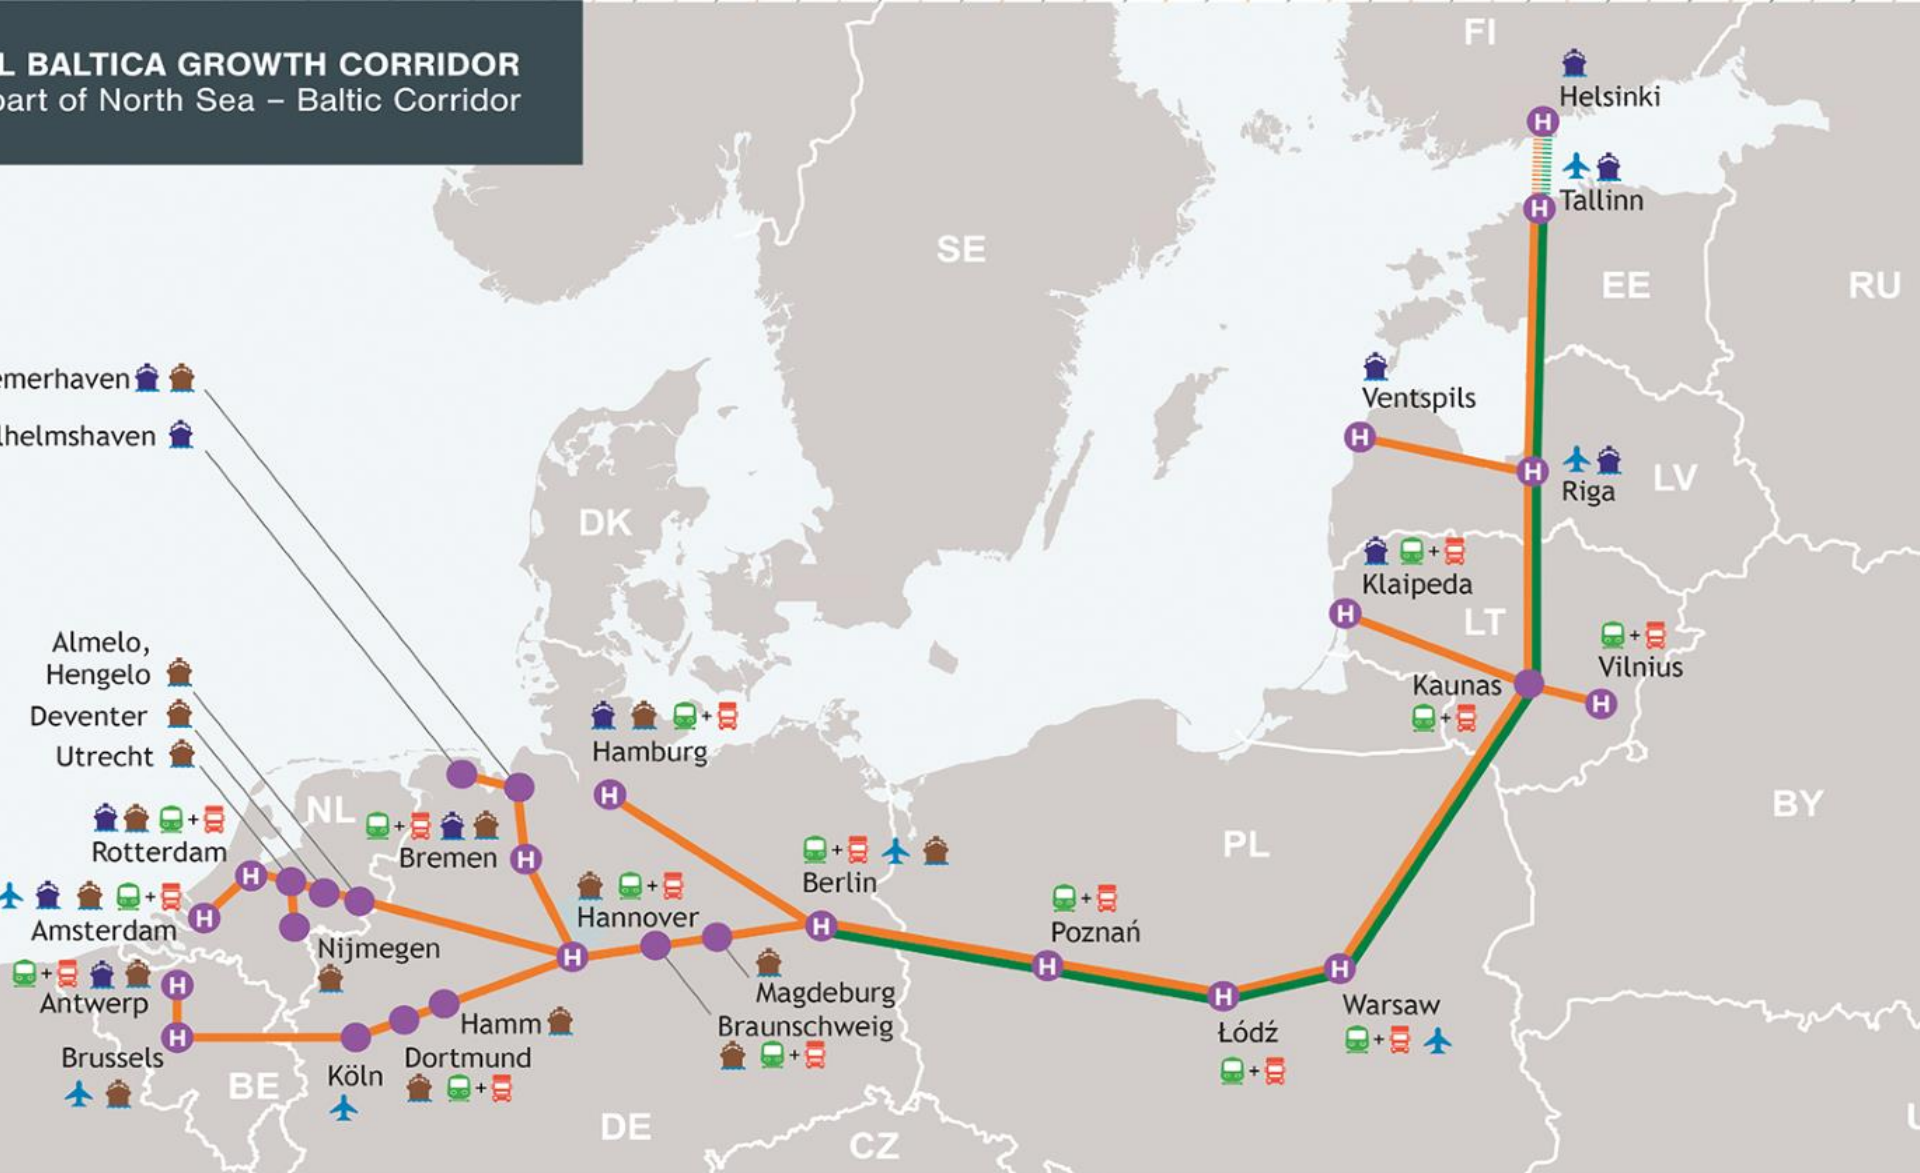 L BALTICA GROWTH CORRIDOR
part of North Sea – Baltic Corridor
FI
Helsinki
H
Tallinn
H
SE
EE
RU
emerhaven
Ventspils
lhelmshaven
H
H
LV
Riga
DK
+
Klaipeda
H
LT
+
Vilnius
Almelo,
Hengelo
Kaunas
H
+
Deventer
+
Hamburg
Utrecht
H
NL
+
+
Rotterdam
Bremen
H
BY
PL
+
Berlin
H
+
+
Hannover
+
Poznań
Amsterdam
H
H
Nijmegen
H
H
H
+
Antwerp
H
Magdeburg
H
Warsaw
Hamm
Braunschweig
Łódź
+
H
Brussels
Dortmund
+
+
Köln
BE
+
DE
CZ
U